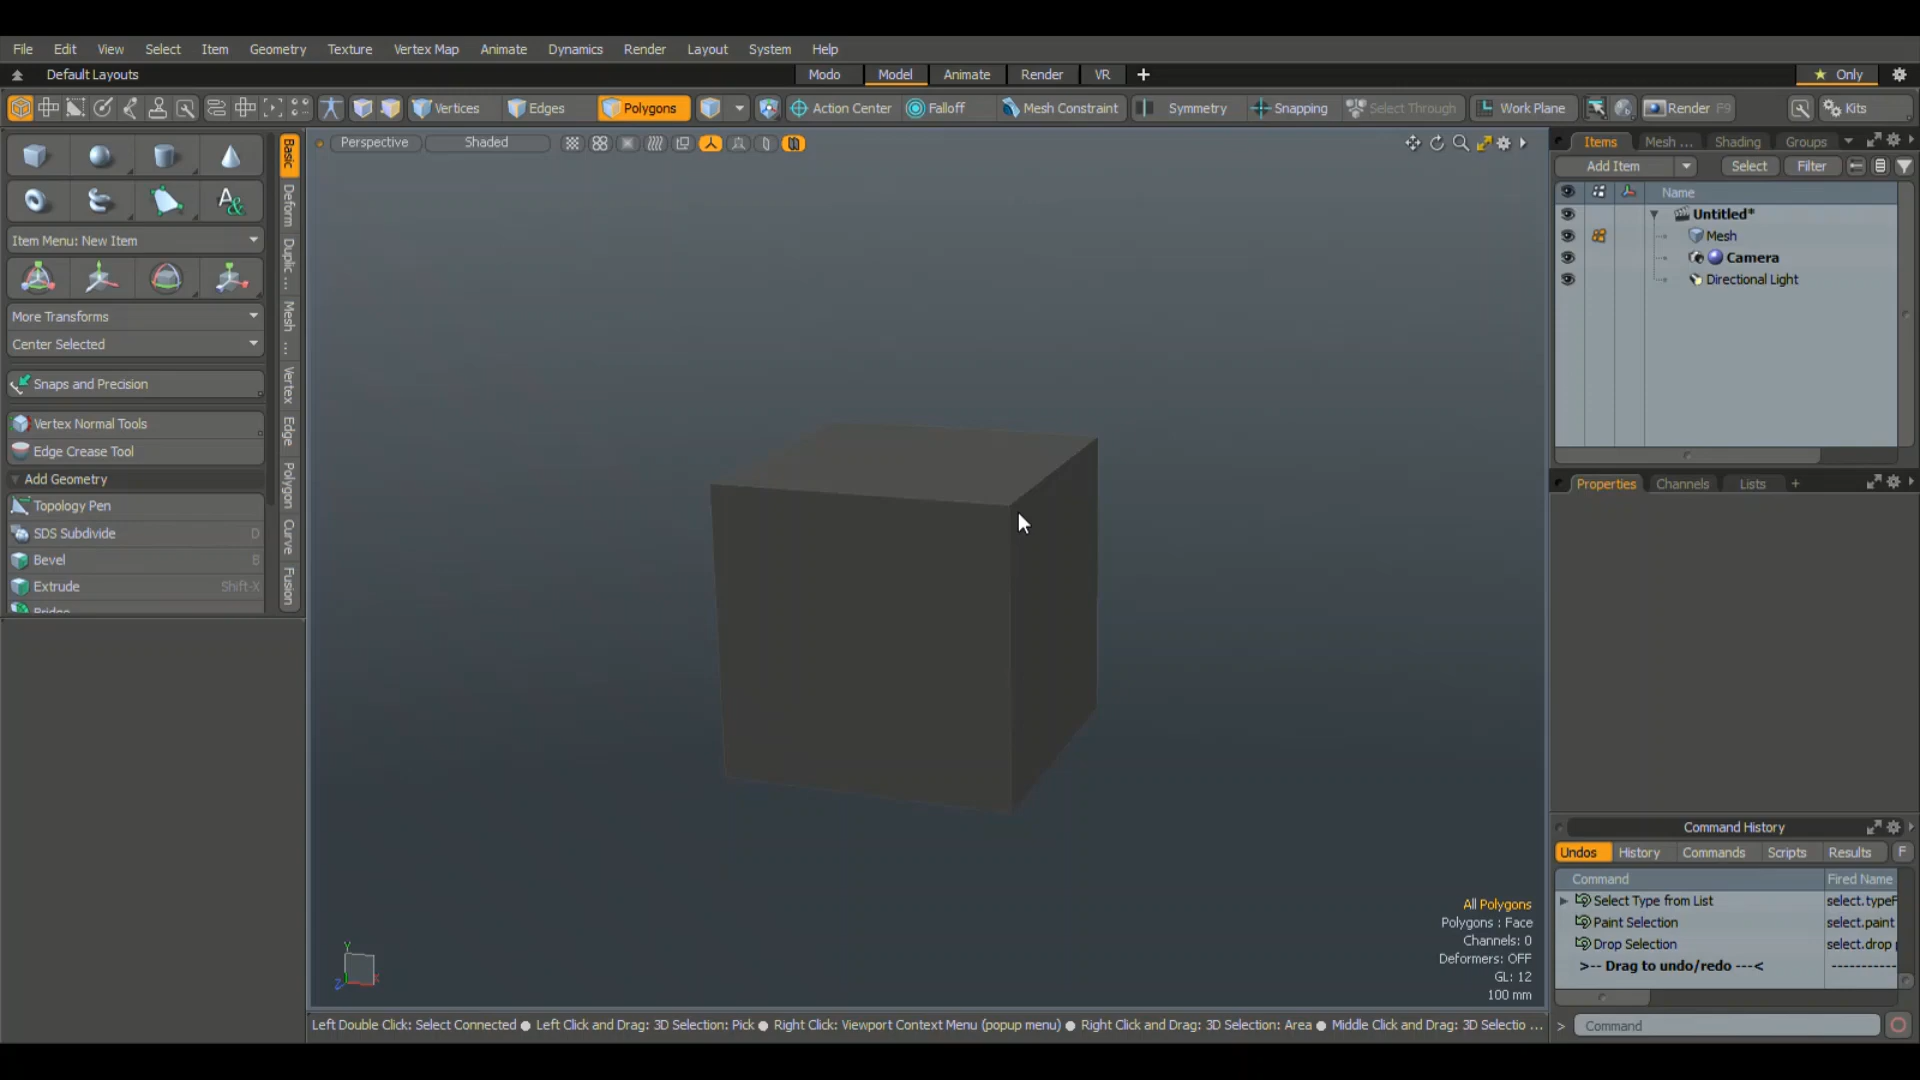 File Edit View Select Item Geometry Texture Vertex Map Animate Dynamics Render Layout System Help
Default Layouts Modo Model Animate Render VR + Only
Vertices Edges Polygons Action Center Falloff Mesh Constraint Symmetry Snapping Select Through Work Plane Render F9 Kits
Perspective Shaded
Items Mesh ... Shading Groups
Add Item Select Filter
Name
Untitled*
Mesh
Camera
Directional Light
Basic
Deform
Duplic ...
Mesh ...
Vertex
Edge
Polygon
Curve
Fusion
Item Menu: New Item
More Transforms
Center Selected
Snaps and Precision
Vertex Normal Tools
Edge Crease Tool
Add Geometry
Topology Pen
SDS Subdivide D
Bevel B
Extrude Shift-X
Properties Channels Lists +
All Polygons
Polygons : Face
Channels: 0
Deformers: OFF
GL: 12
100 mm
Y
X
Z
Command History
Undos History Commands Scripts Results F
Command Fired Name
Select Type from List select.typeF
Paint Selection select.paint
Drop Selection select.drop
>-- Drag to undo/redo ---< -----------
Left Double Click: Select Connected ● Left Click and Drag: 3D Selection: Pick ● Right Click: Viewport Context Menu (popup menu) ● Right Click and Drag: 3D Selection: Area ● Middle Click and Drag: 3D Selectio ...
> Command